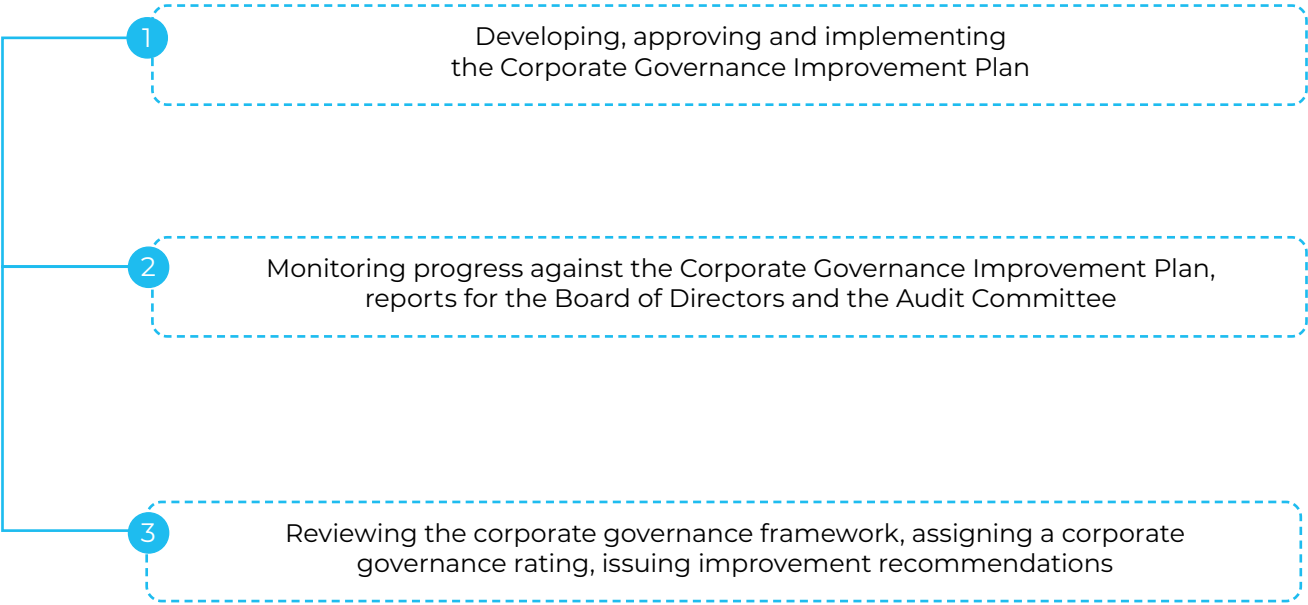 1
Developing, approving and implementing
the Corporate Governance Improvement Plan
2
Monitoring progress against the Corporate Governance Improvement Plan,
reports for the Board of Directors and the Audit Committee
3
Reviewing the corporate governance framework, assigning a corporate
governance rating, issuing improvement recommendations